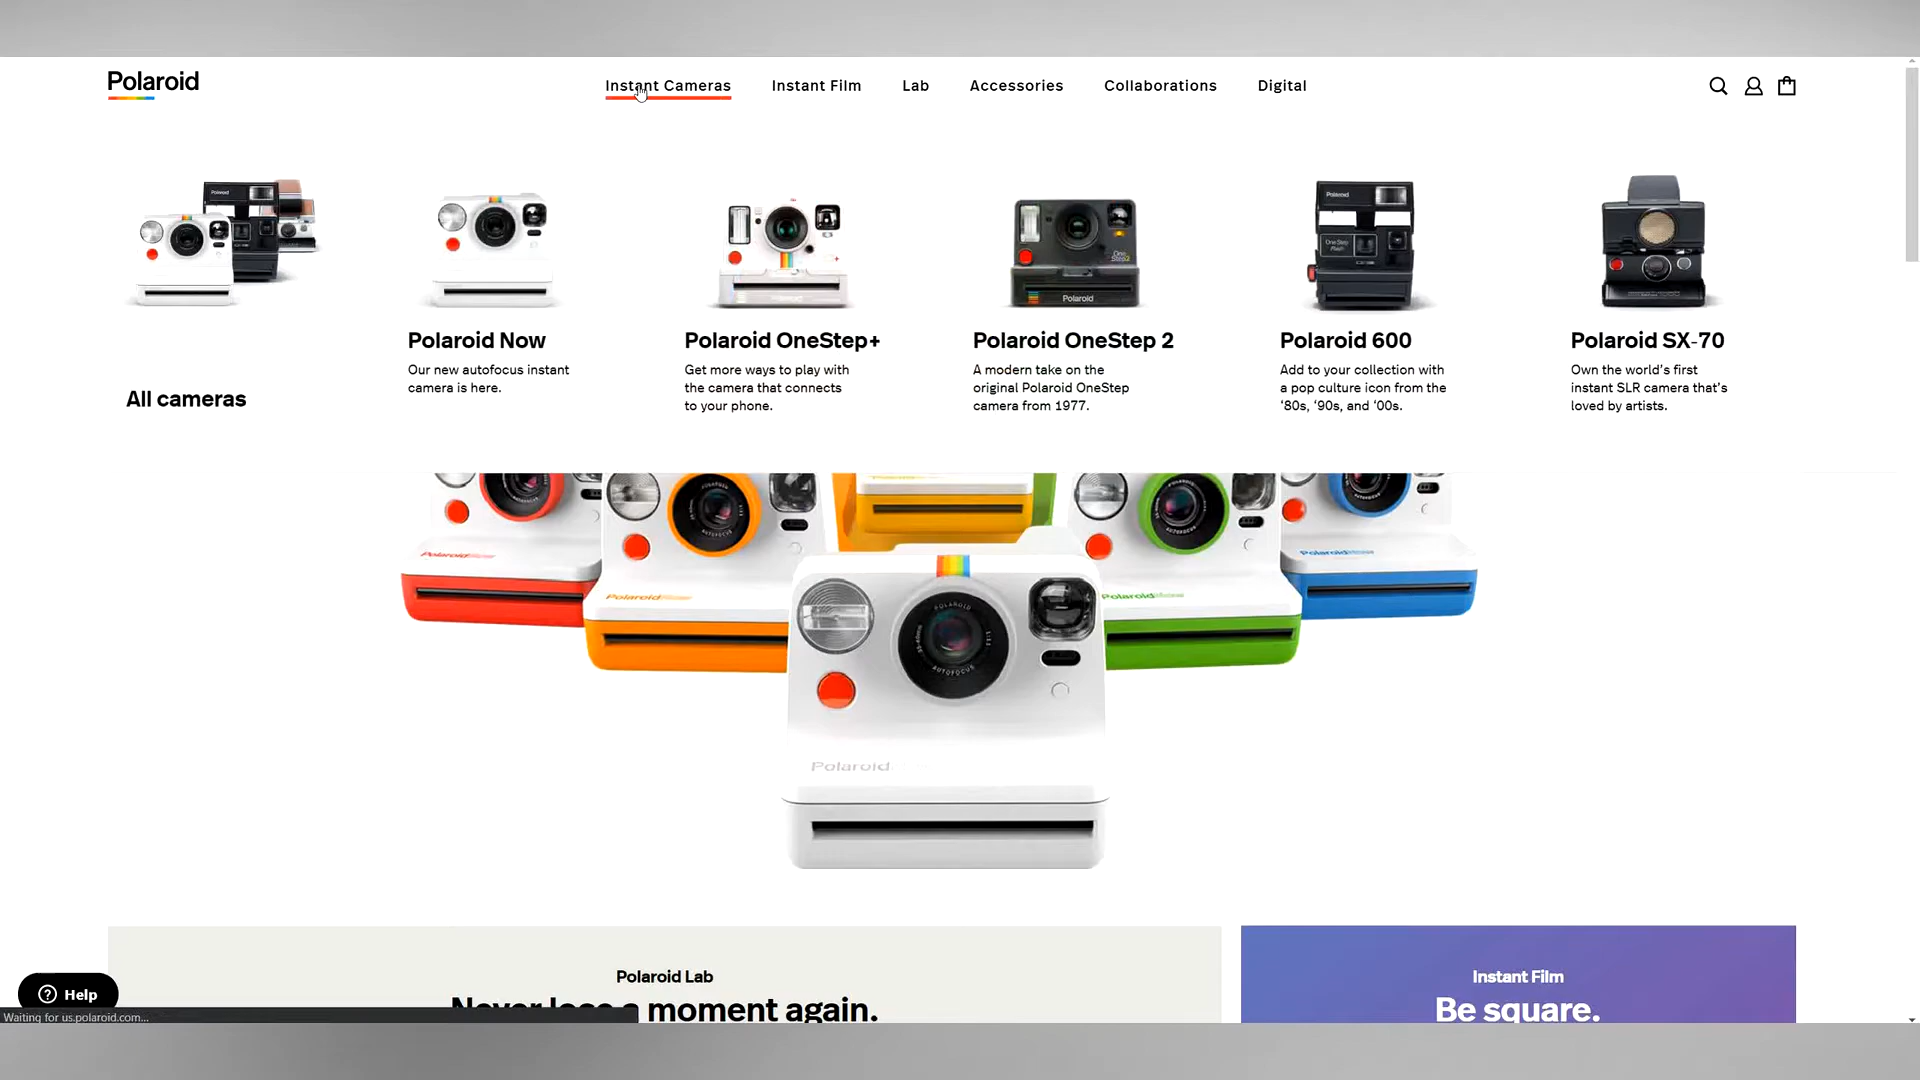 Polaroid
Instant Cameras
Instant Film
Lab
Accessories
Collaborations
Digital
All cameras
Polaroid Now
Our new autofocus instant
camera is here.
Polaroid OneStep+
Get more ways to play with
the camera that connects
to your phone.
Polaroid OneStep 2
A modern take on the
original Polaroid OneStep
camera from 1977.
Polaroid 600
Add to your collection with
a pop culture icon from the
‘80s, ‘90s, and ‘00s.
Polaroid SX-70
Own the world’s first
instant SLR camera that’s
loved by artists.
Polaroid
POLAROID
AUTOFOCUS
Polaroid Lab
Never lose a moment again.
Instant Film
Be square.
Help
Waiting for us.polaroid.com...